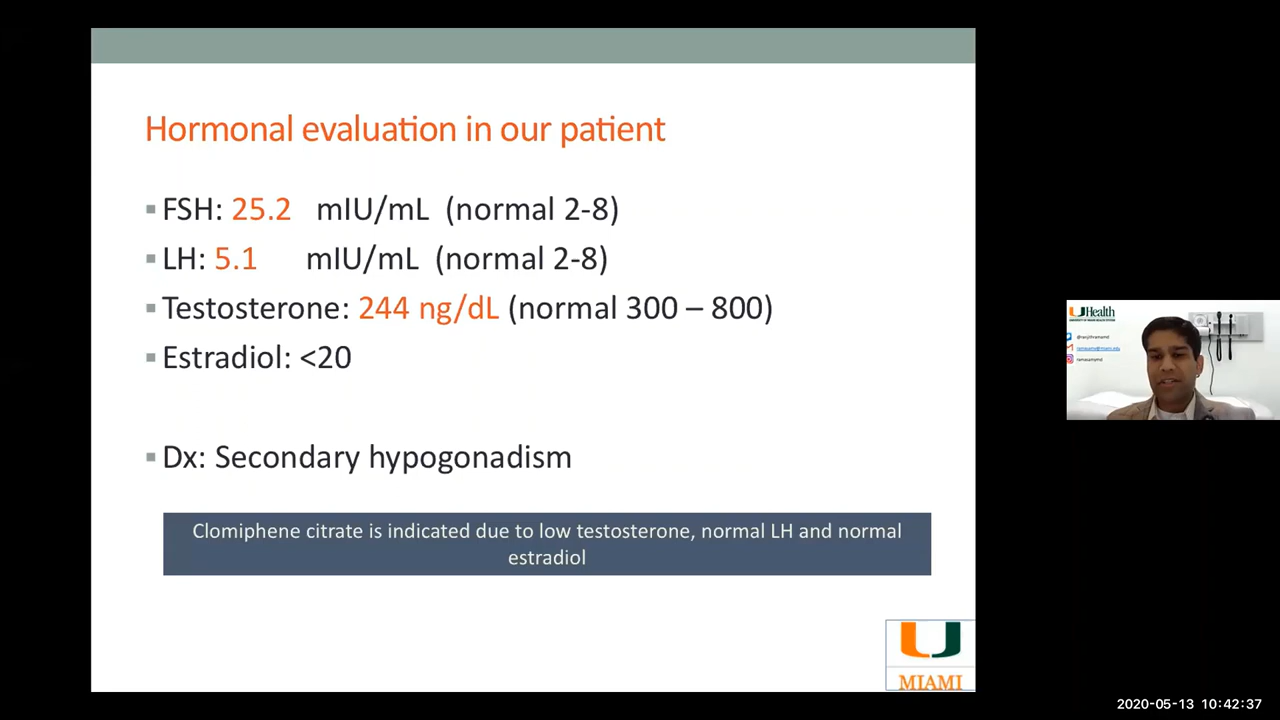 Hormonal evaluation in our patient
FSH: 25.2 mIU/mL (normal 2-8)
LH: 5.1 mIU/mL (normal 2-8)
Testosterone: 244 ng/dL (normal 300 – 800)
Estradiol: <20
Dx: Secondary hypogonadism
Clomiphene citrate is indicated due to low testosterone, normal LH and normal
estradiol
UHealth
MIAMI
2020-05-13 10:42:37